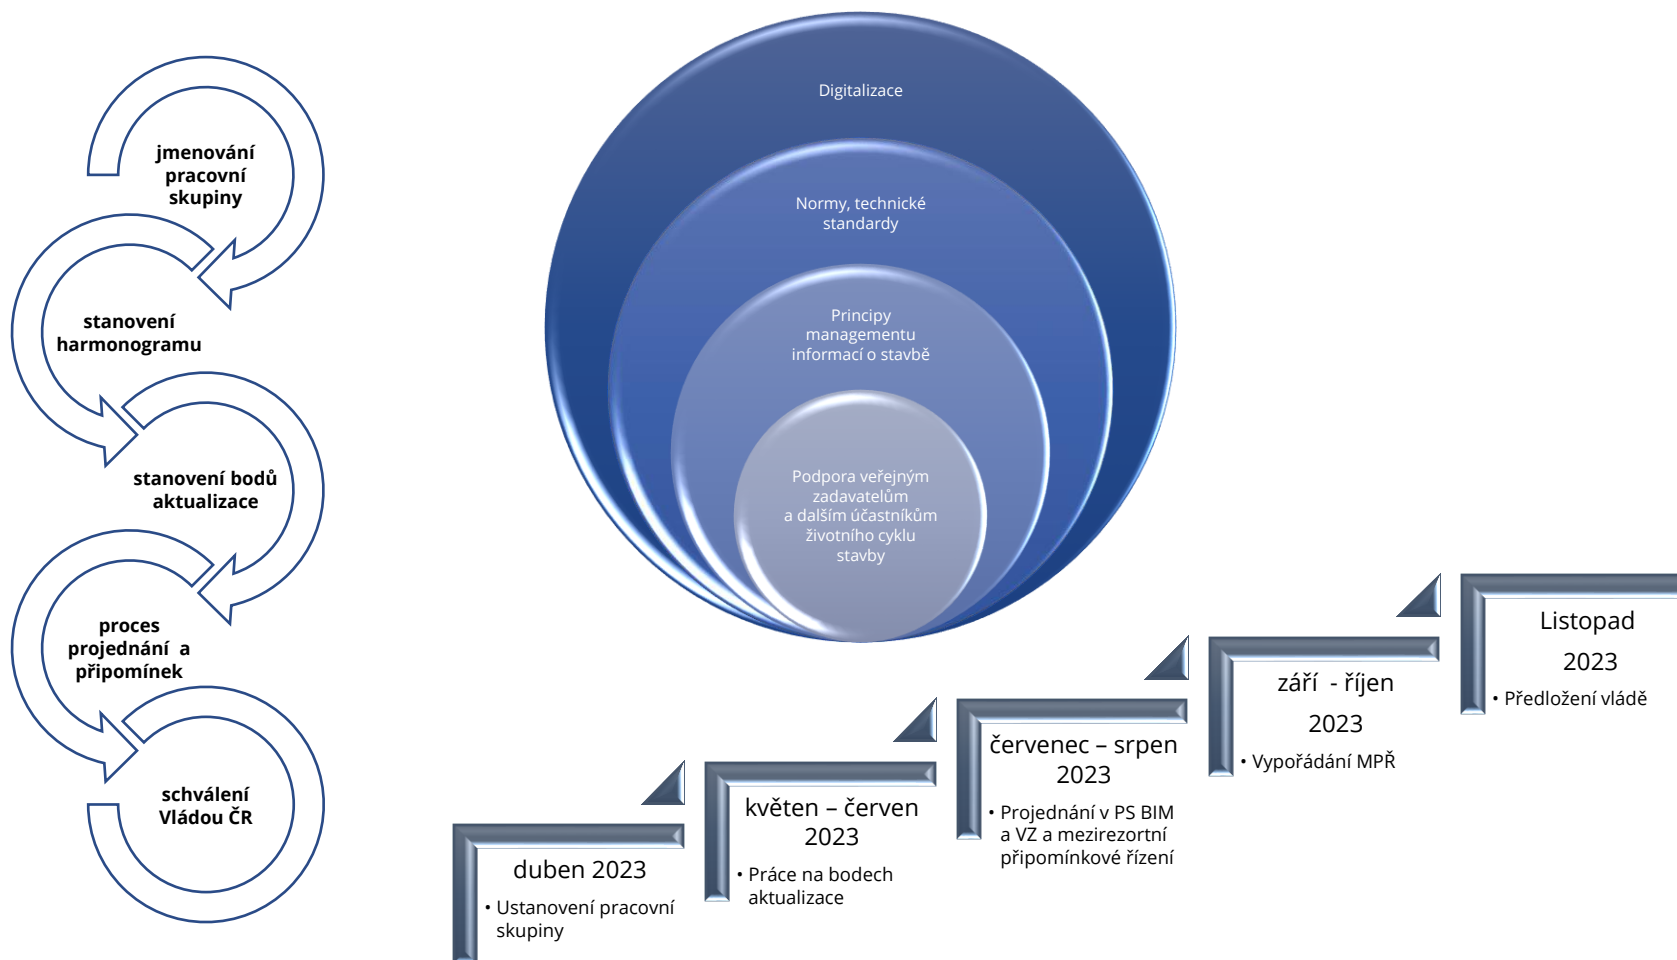 jmenování
pracovní
skupiny
stanovení
harmonogramu
stanovení bodů
aktualizace
proces
projednání a
připomínek
schválení
Vládou ČR
Digitalizace
Normy, technické
standardy
Principy
managementu
informací o stavbě
Podpora veřejným
zadavatelům
a dalším účastníkům
životního cyklu
stavby
duben 2023
• Ustanovení pracovní
skupiny
květen – červen
2023
• Práce na bodech
aktualizace
červenec – srpen
2023
• Projednání v PS BIM
a VZ a mezirezortní
připomínkové řízení
září - říjen
2023
• Vypořádání MPŘ
Listopad
2023
• Předložení vládě